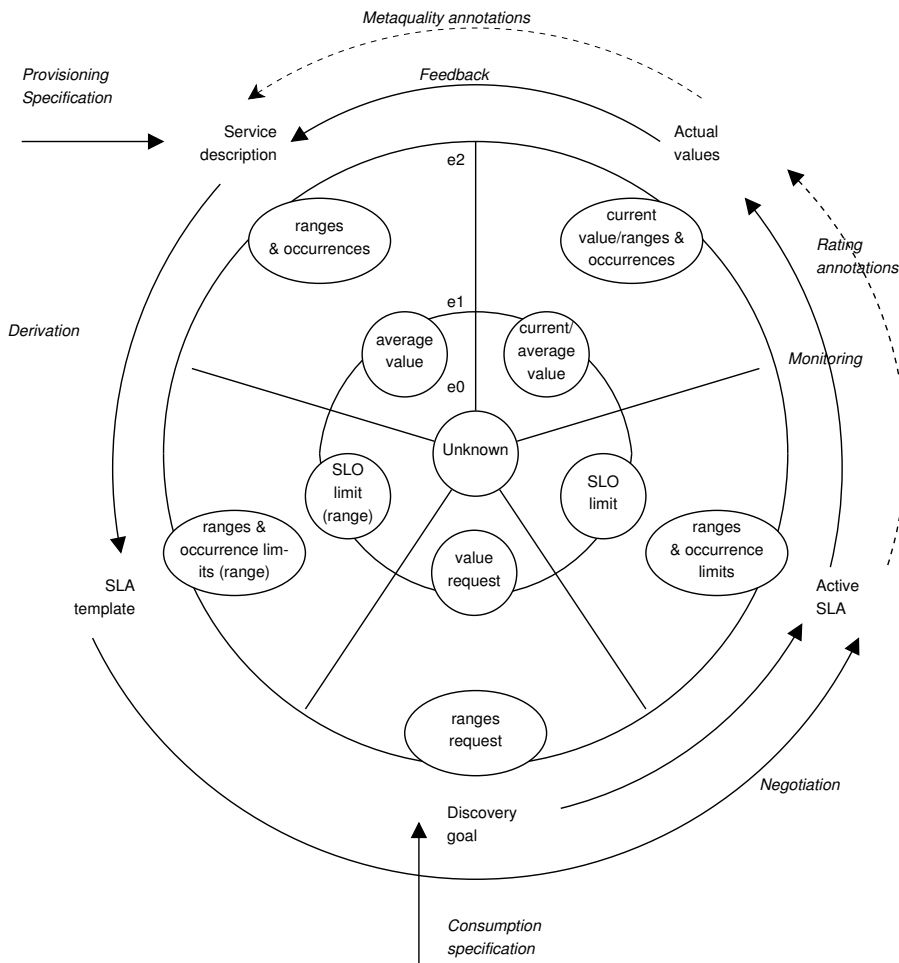 Metaquality annotations
Provisioning
Specification
Feedback
Service
description
Actual
values
e2
ranges
& occurrences
current
value/ranges &
occurrences
Rating
annotations
e1
Derivation
average
value
current/
average
value
Monitoring
e0
Unknown
SLO
limit
(range)
SLO
limit
ranges &
occurrence lim-
its (range)
value
request
ranges
& occurrence
limits
SLA
template
Active
SLA
ranges
request
Negotiation
Discovery
goal
Consumption
specification